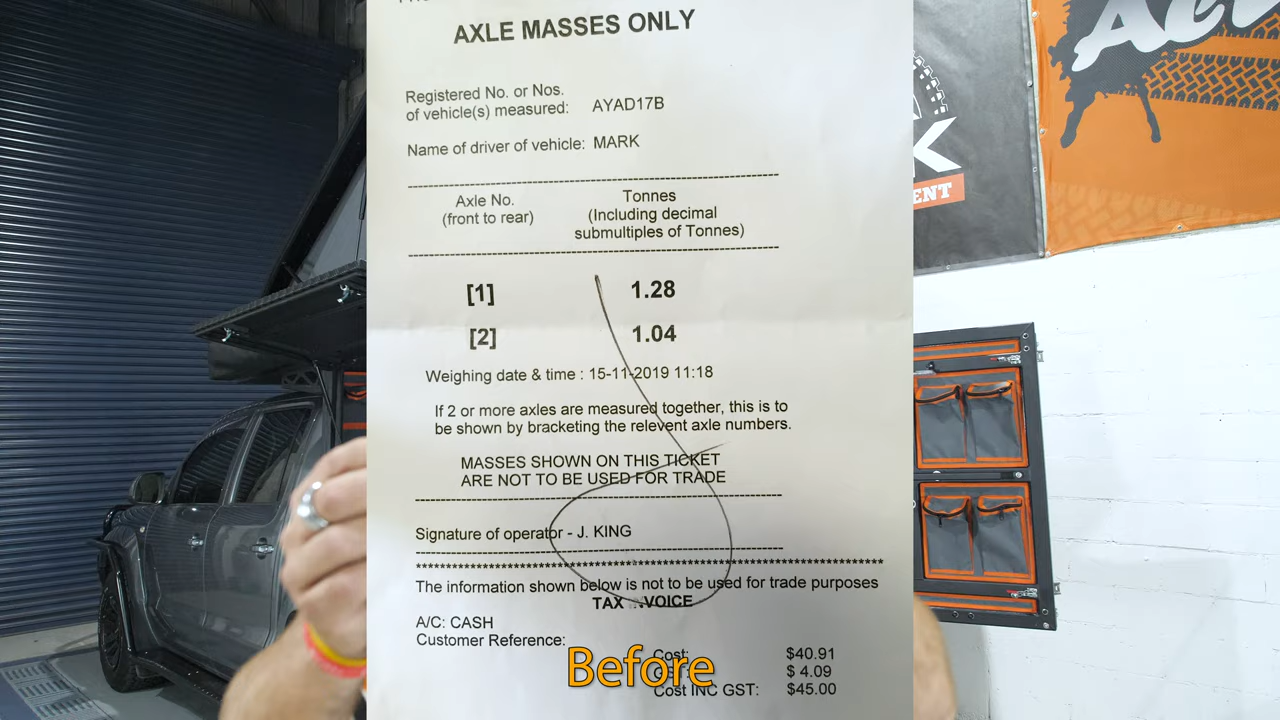 AXLE MASSES ONLY
Registered No. or Nos.
of vehicle(s) measured: AYAD17B
Name of driver of vehicle: MARK
Axle No.
(front to rear)
Tonnes
(Including decimal
submultiples of Tonnes)
[1] 1.28
[2] 1.04
Weighing date & time : 15-11-2019 11:18
If 2 or more axles are measured together, this is to
be shown by bracketing the relevent axle numbers.
MASSES SHOWN ON THIS TICKET
ARE NOT TO BE USED FOR TRADE
Signature of operator - J. KING
The information shown below is not to be used for trade purposes
TAX
A/C: CASH
Customer Reference:
Cost: $40.91
$ 4.09
Cost INC GST: $45.00
Before